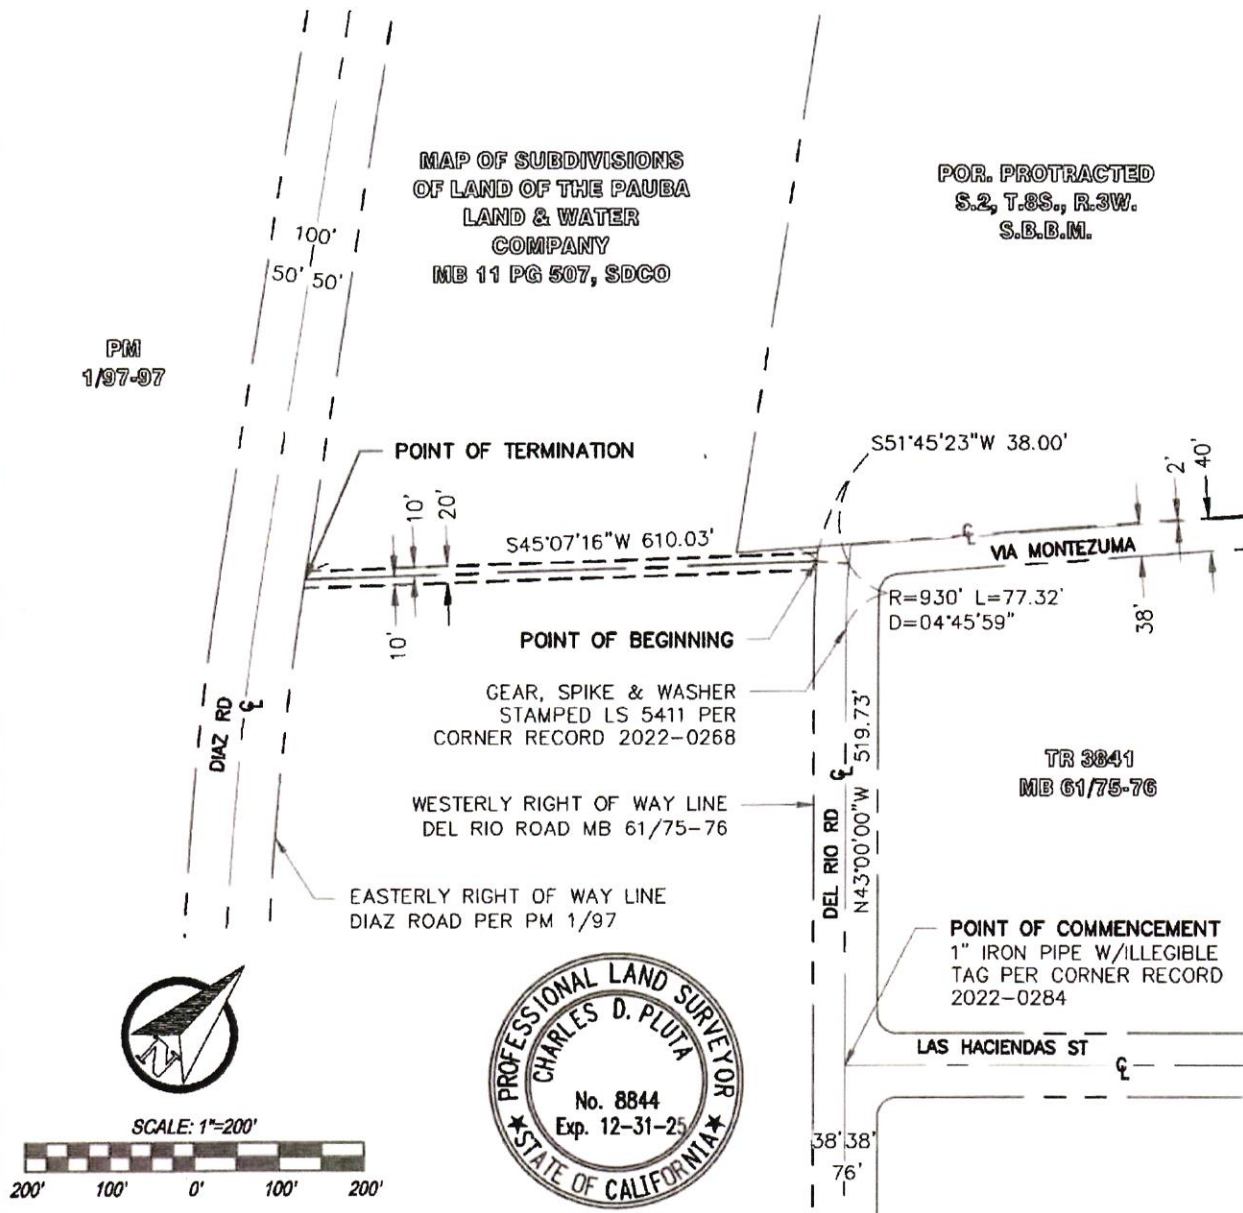 MAP OF SUBDIVISIONS
OF LAND OF THE PAUBA
LAND & WATER
COMPANY
MB 11 PG 507, SDCO
POR. PROTRACTED
S.2, T.8S., R.3W.
S.B.B.M.
100'
50' 50'
PM
1/97-97
POINT OF TERMINATION
S51°45'23"W 38.00'
10'
20'
2'
40'
S45°07'16"W 610.03'
℄
VIA MONTEZUMA
R=930' L=77.32'
D=04°45'59"
10'
38'
POINT OF BEGINNING
GEAR, SPIKE & WASHER
STAMPED LS 5411 PER
CORNER RECORD 2022-0268
DIAZ RD ℄
N43°00'00"W 519.73'
TR 3841
MB 61/75-76
WESTERLY RIGHT OF WAY LINE
DEL RIO ROAD MB 61/75-76
DEL RIO RD ℄
EASTERLY RIGHT OF WAY LINE
DIAZ ROAD PER PM 1/97
POINT OF COMMENCEMENT
1" IRON PIPE W/ILLEGIBLE
TAG PER CORNER RECORD
2022-0284
LAS HACIENDAS ST
℄
N
SCALE: 1"=200'
200' 100' 0' 100' 200'
PROFESSIONAL LAND SURVEYOR
CHARLES D. PLUTA
No. 8844
Exp. 12-31-25
★ STATE OF CALIFORNIA ★
38' 38'
76'